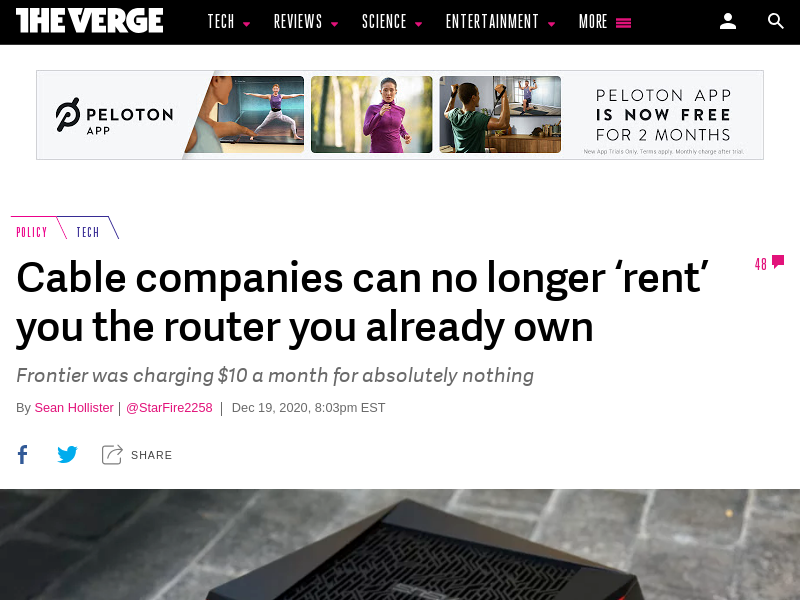 THE VERGE
TECH REVIEWS SCIENCE ENTERTAINMENT MORE
PELOTON
APP
PELOTON APP
IS NOW FREE
FOR 2 MONTHS
New App Trials Only. Terms apply. Monthly charge after trial.
POLICY TECH
Cable companies can no longer ‘rent’
you the router you already own
48
Frontier was charging $10 a month for absolutely nothing
By Sean Hollister | @StarFire2258 | Dec 19, 2020, 8:03pm EST
SHARE